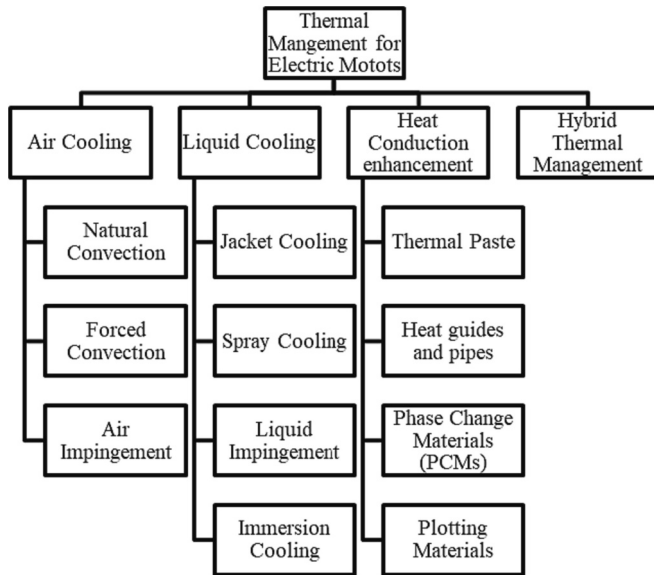 Thermal
Mangement for
Electric Motots
Air Cooling
Liquid Cooling
Heat
Conduction
enhancement
Hybrid
Thermal
Management
Natural
Convection
Jacket Cooling
Thermal Paste
Forced
Convection
Spray Cooling
Heat guides
and pipes
Air
Impingement
Liquid
Impingement
Phase Change
Materials
(PCMs)
Immersion
Cooling
Plotting
Materials